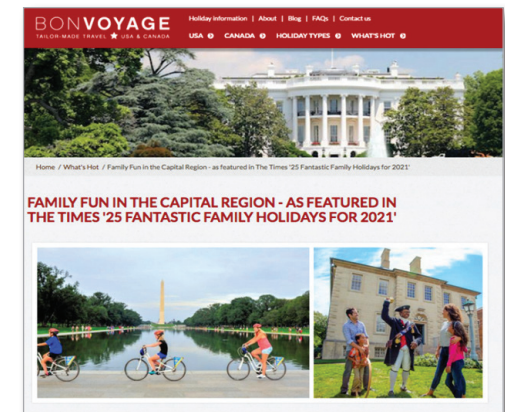 BONVOYAGE
TAILOR-MADE TRAVEL ★ USA & CANADA
Holiday information | About | Blog | FAQs | Contact us
USA CANADA HOLIDAY TYPES WHAT'S HOT
Home / What's Hot / Family Fun in the Capital Region - as featured in The Times '25 Fantastic Family Holidays for 2021'
FAMILY FUN IN THE CAPITAL REGION - AS FEATURED IN
THE TIMES '25 FANTASTIC FAMILY HOLIDAYS FOR 2021'